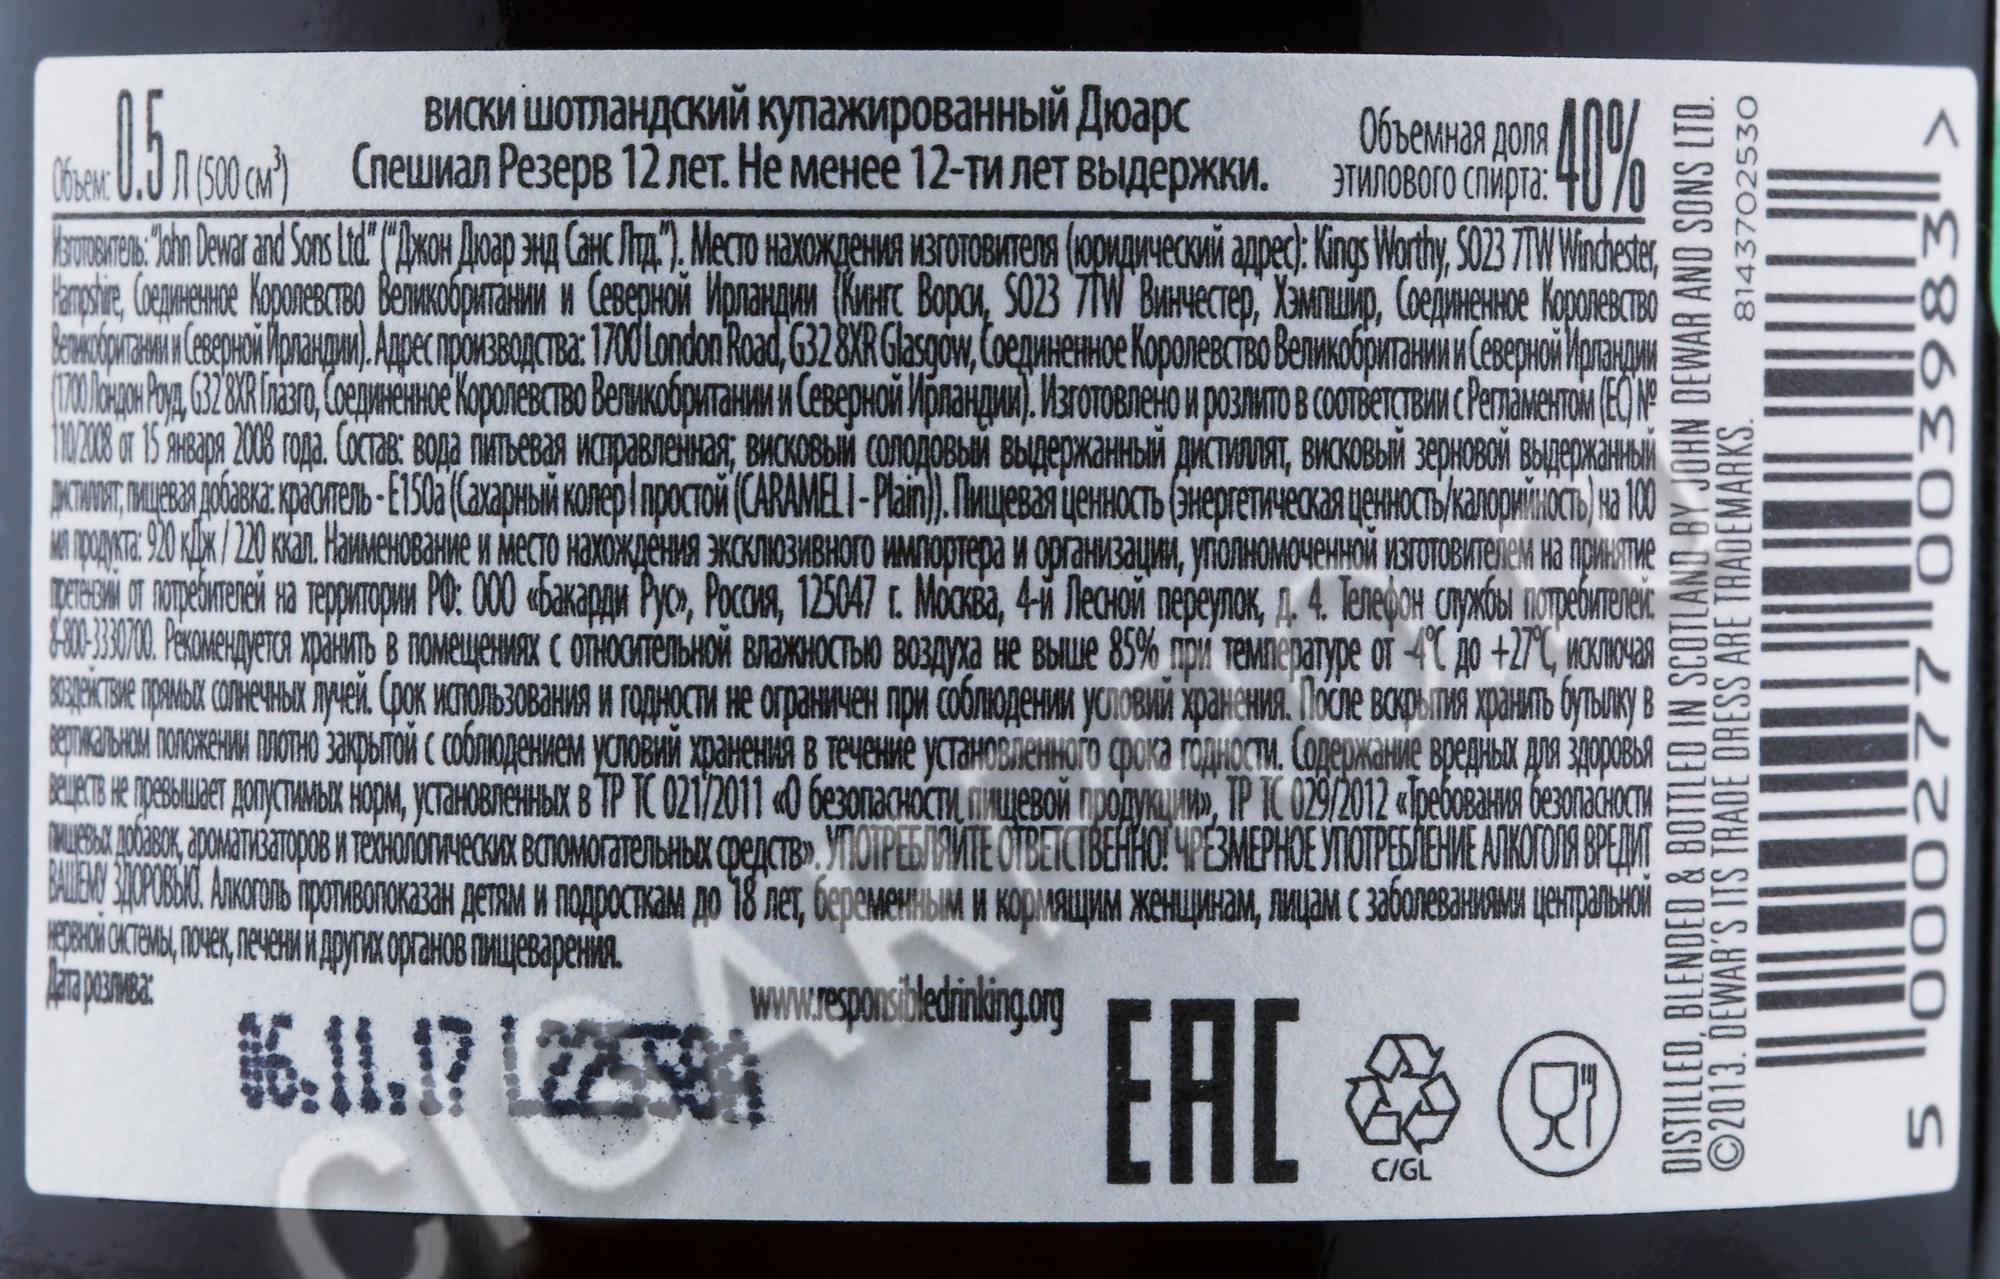 Объем: 0.5 л (500 см³)
виски шотландский купажированный Дюарс
Спешиал Резерв 12 лет. Не менее 12-ти лет выдержки.
Объемная доля
этилового спирта: 40%
Изготовитель: "John Dewar and Sons Ltd." ("Джон Дюар энд Санс Лтд."). Место нахождения изготовителя (юридический адрес): Kings Worthy, SO23 7TW Winchester,
Hampshire, Соединенное Королевство Великобритании и Северной Ирландии (Кингс Ворси, SO23 7TW Винчестер, Хэмпшир, Соединенное Королевство
Великобритании и Северной Ирландии). Адрес производства: 1700 London Road, G32 8XR Glasgow, Соединенное Королевство Великобритании и Северной Ирландии
(1700 Лондон Роуд, G32 8XR Глазго, Соединенное Королевство Великобритании и Северной Ирландии). Изготовлено и розлито в соответствии с Регламентом (ЕС) №
110/2008 от 15 января 2008 года. Состав: вода питьевая исправленная; висковый солодовый выдержанный дистиллят, висковый зерновой выдержанный
дистиллят; пищевая добавка: краситель - Е150а (Сахарный колер I простой (CARAMEL I - Plain)). Пищевая ценность (энергетическая ценность/калорийность) на 100
мл продукта: 920 кДж / 220 ккал. Наименование и место нахождения эксклюзивного импортера и организации, уполномоченной изготовителем на принятие
претензий от потребителей на территории РФ: ООО «Бакарди Рус», Россия, 125047 г. Москва, 4-й Лесной переулок, д. 4. Телефон службы потребителей:
8-800-3330700. Рекомендуется хранить в помещениях с относительной влажностью воздуха не выше 85% при температуре от -4°С до +27°С, исключая
воздействие прямых солнечных лучей. Срок использования и годности не ограничен при соблюдении условий хранения. После вскрытия хранить бутылку в
вертикальном положении плотно закрытой с соблюдением условий хранения в течение установленного срока годности. Содержание вредных для здоровья
веществ не превышает допустимых норм, установленных в ТР ТС 021/2011 «О безопасности пищевой продукции», ТР ТС 029/2012 «Требования безопасности
пищевых добавок, ароматизаторов и технологических вспомогательных средств». УПОТРЕБЛЯЙТЕ ОТВЕТСТВЕННО! ЧРЕЗМЕРНОЕ УПОТРЕБЛЕНИЕ АЛКОГОЛЯ ВРЕДИТ
ВАШЕМУ ЗДОРОВЬЮ. Алкоголь противопоказан детям и подросткам до 18 лет, беременным и кормящим женщинам, лицам с заболеваниями центральной
нервной системы, почек, печени и других органов пищеварения.
Дата розлива:
06.11.17
www.responsibledrinking.org
EAC
C/GL
DISTILLED, BLENDED & BOTTLED IN SCOTLAND BY JOHN DEWAR AND SONS LTD.
©2013. DEWAR'S ITS TRADE DRESS ARE TRADEMARKS.
8143702530
5 000277 003983 >